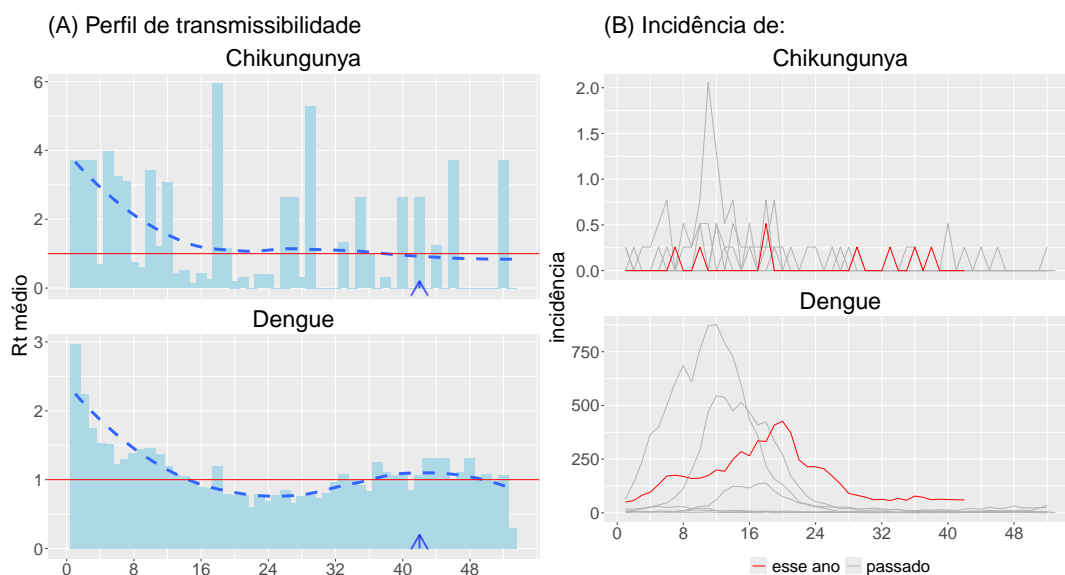 (A) Perfil de transmissibilidade
Chikungunya
6
4
2
0
Dengue
3
2
1
0
0 8 16 24 32 40 48
Rt médio
(B) Incidência de:
Chikungunya
2.0
1.5
1.0
0.5
0.0
Dengue
750
500
250
0
0 8 16 24 32 40 48
incidência
esse ano passado